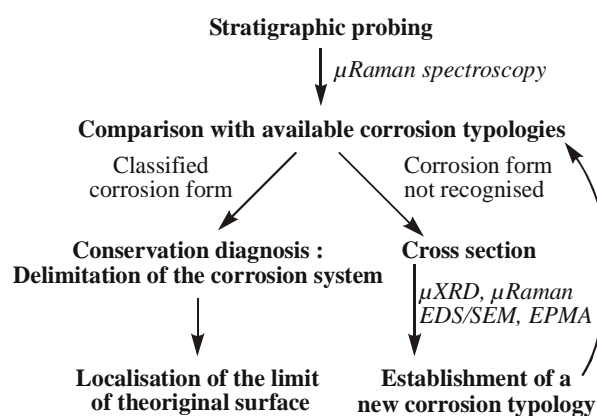 Stratigraphic probing
µRaman spectroscopy
Comparison with available corrosion typologies
Classified
corrosion form
Corrosion form
not recognised
Conservation diagnosis :
Delimitation of the corrosion system
Cross section
µXRD, µRaman
EDS/SEM, EPMA
Localisation of the limit
of theoriginal surface
Establishment of a
new corrosion typology